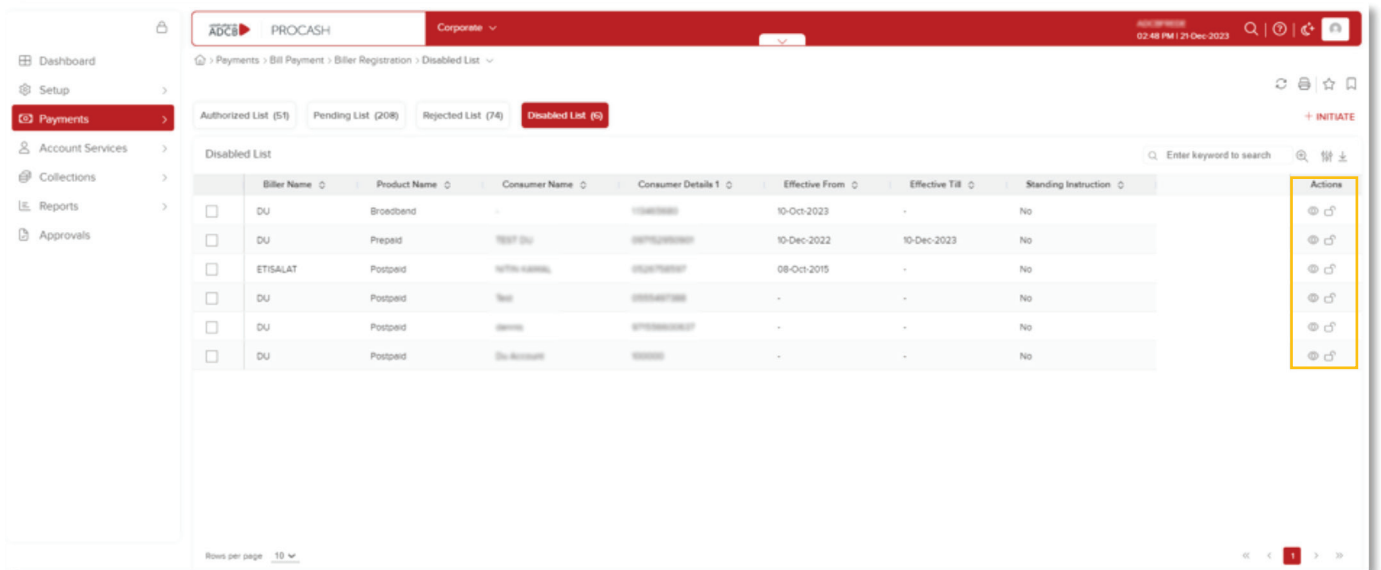 ADCB PROCASH Corporate
02:48 PM | 21-Dec-2023
Dashboard
Setup
Payments
Account Services
Collections
Reports
Approvals
> Payments > Bill Payment > Biller Registration > Disabled List
Authorized List (51) Pending List (208) Rejected List (74) Disabled List (6)
+ INITIATE
Disabled List Enter keyword to search
Biller Name Product Name Consumer Name Consumer Details 1 Effective From Effective Till Standing Instruction Actions
DU Broadband - 10-Oct-2023 - No
DU Prepaid 10-Dec-2022 10-Dec-2023 No
ETISALAT Postpaid 08-Oct-2015 - No
DU Postpaid - - No
DU Postpaid - - No
DU Postpaid - - No
Rows per page 10 1